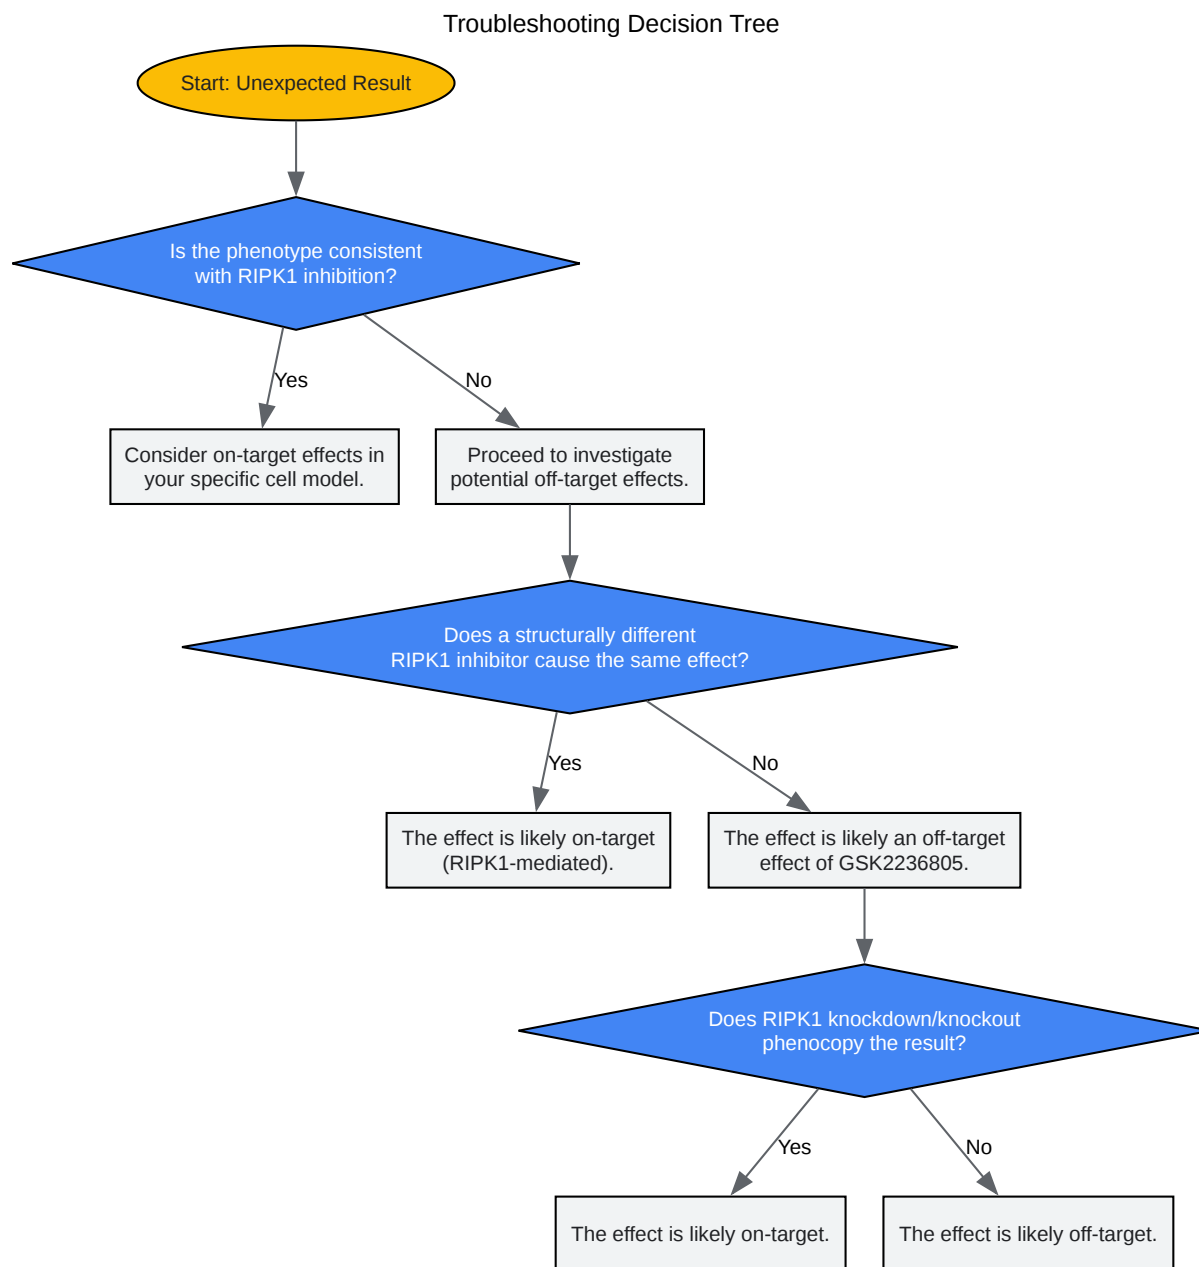 Troubleshooting Decision Tree
Start: Unexpected Result
Is the phenotype consistent
with RIPK1 inhibition?
Yes
No
Consider on-target effects in
your specific cell model.
Proceed to investigate
potential off-target effects.
Does a structurally different
RIPK1 inhibitor cause the same effect?
Yes
No
The effect is likely on-target
(RIPK1-mediated).
The effect is likely an off-target
effect of GSK2236805.
Does RIPK1 knockdown/knockout
phenocopy the result?
Yes
No
The effect is likely on-target.
The effect is likely off-target.